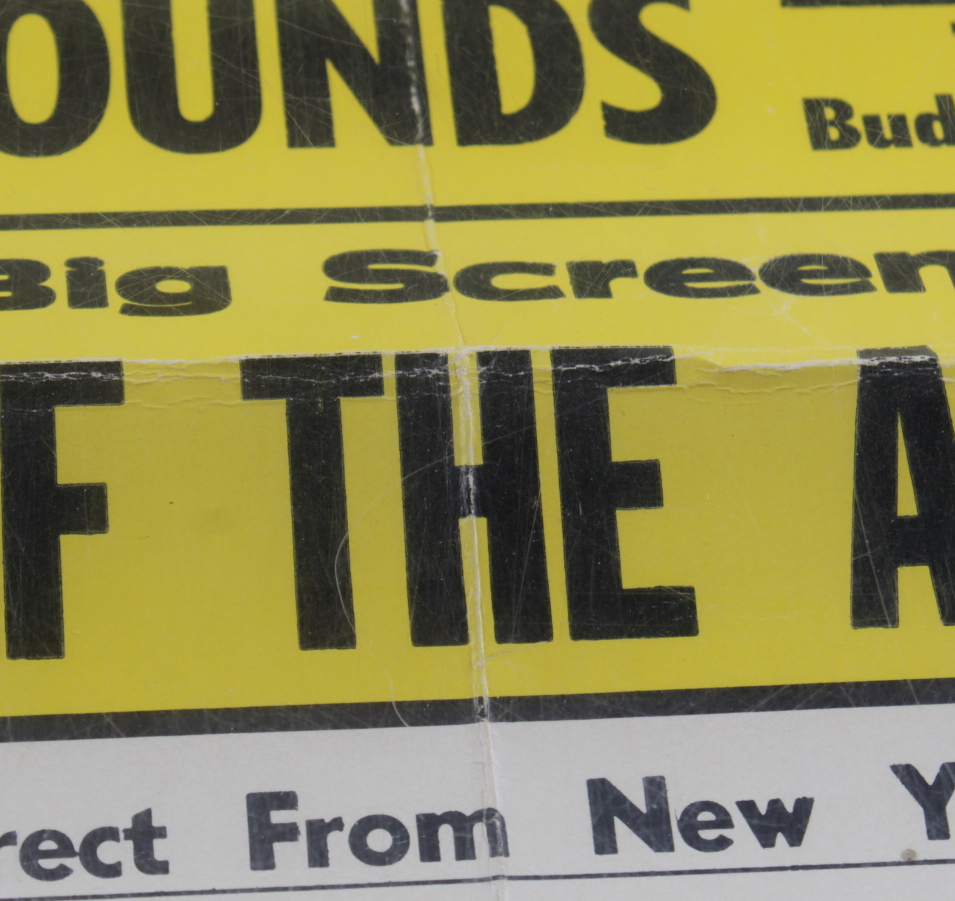 OUNDS
Bud
Big Screen
F THE A
rect From New Y